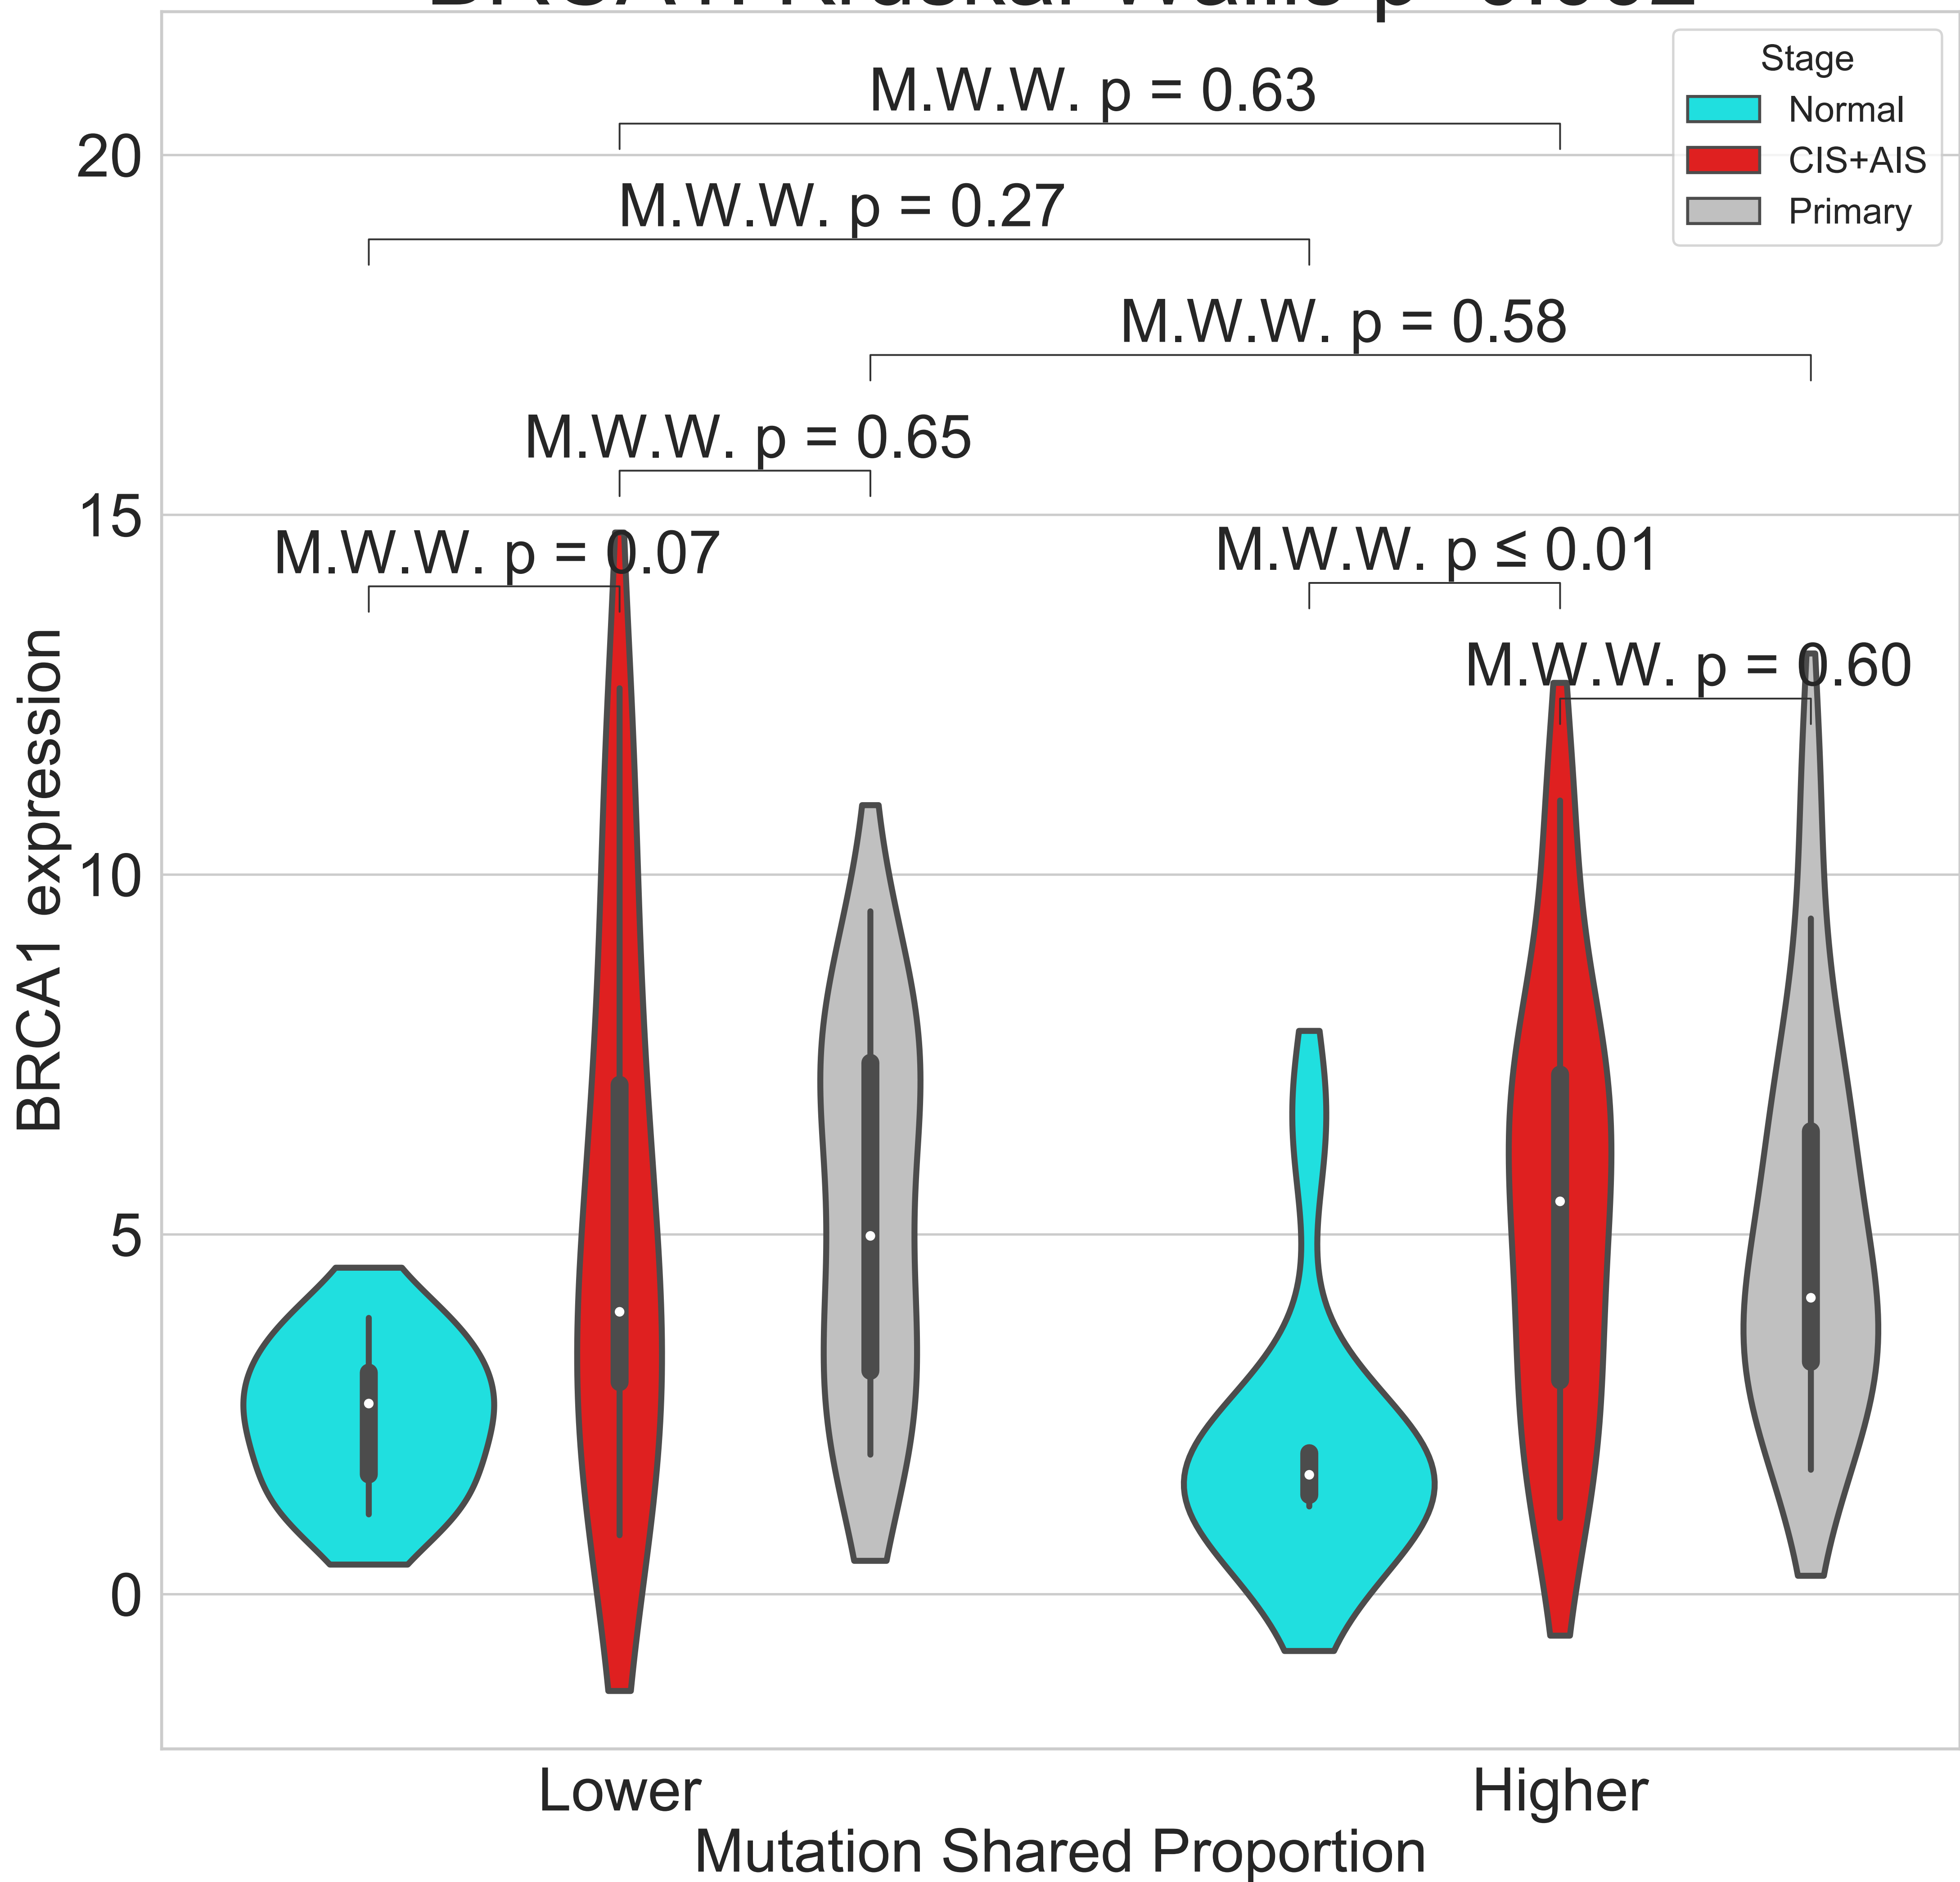 Stage
Normal
CIS+AIS
Primary
M.W.W. p = 0.63
20
M.W.W. p = 0.27
M.W.W. p = 0.58
M.W.W. p = 0.65
15
M.W.W. p = 0.07
M.W.W. p ≤ 0.01
M.W.W. p = 0.60
BRCA1 expression
10
5
0
Lower
Higher
Mutation Shared Proportion